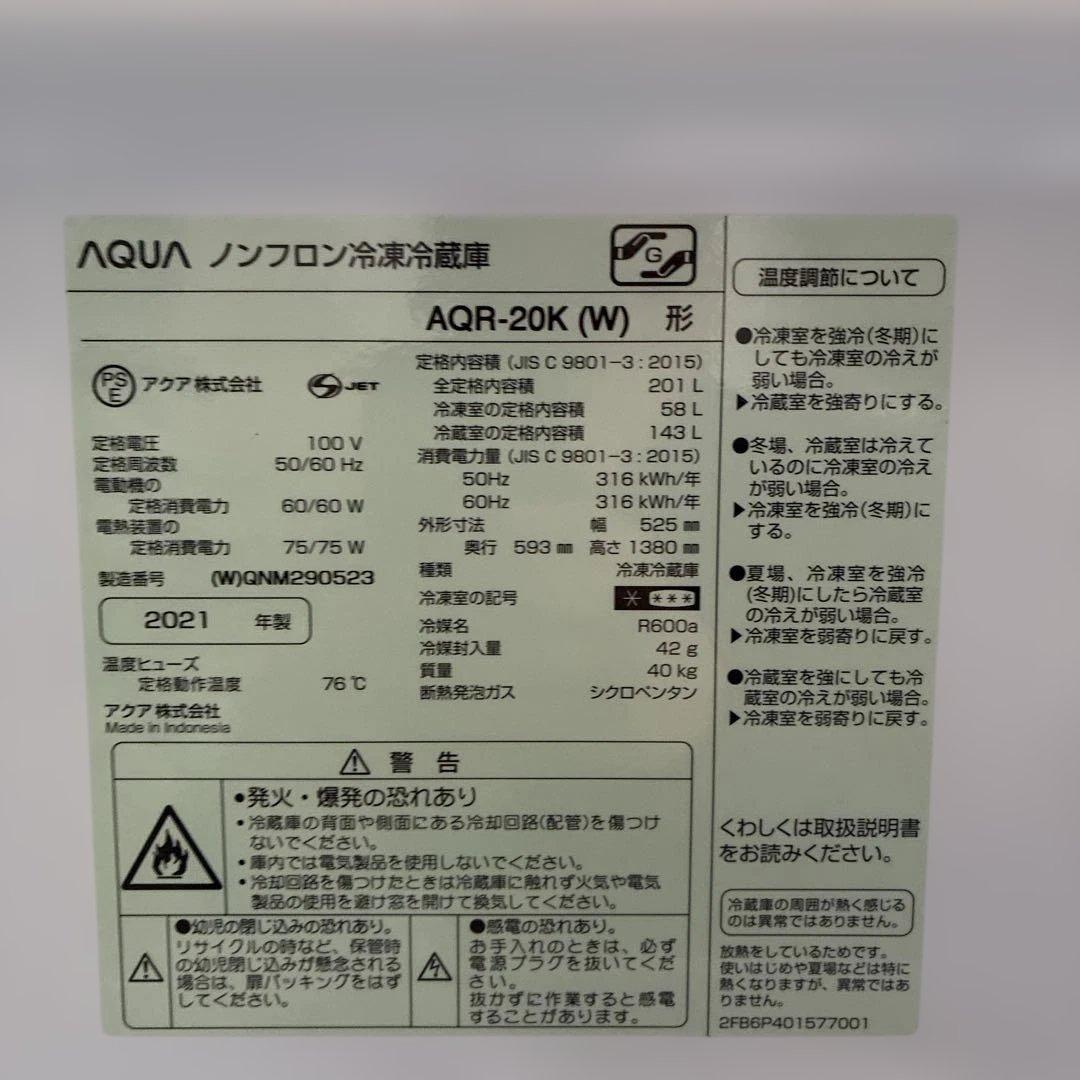 AQUA ノンフロン冷凍冷蔵庫
G
AQR-20K (W) 形
PS
E
アクア株式会社
S JET
定格電圧 100 V
定格周波数 50/60 Hz
電動機の
定格消費電力 60/60 W
電熱装置の
定格消費電力 75/75 W
製造番号 (W)QNM290523
2021 年製
温度ヒューズ
定格動作温度 76℃
アクア株式会社
Made in Indonesia
定格内容積 (JIS C 9801-3:2015)
全定格内容積 201 L
冷凍室の定格内容積 58 L
冷蔵室の定格内容積 143 L
消費電力量 (JIS C 9801-3:2015)
50Hz 316 kWh/年
60Hz 316 kWh/年
外形寸法 幅 525 ㎜
奥行 593 ㎜ 高さ 1380 ㎜
種類 冷凍冷蔵庫
冷凍室の記号 * ***
冷媒名 R600a
冷媒封入量 42 g
質量 40 kg
断熱発泡ガス シクロペンタン
⚠ 警告
●発火・爆発の恐れあり
・冷蔵庫の背面や側面にある冷却回路(配管)を傷つけ
ないでください。
・庫内では電気製品を使用しないでください。
・冷却回路を傷つけたときは冷蔵庫に触れず火気や電気
製品の使用を避け窓を開けて換気してください。
●幼児の閉じ込みの恐れあり。
リサイクルの時など、保管時
の幼児閉じ込みが懸念される
場合は、扉パッキングをはず
してください。
●感電の恐れあり。
お手入れのときは、必ず
電源プラグを抜いてくだ
さい。
抜かずに作業すると感電
することがあります。
温度調節について
●冷凍室を強冷(冬期)に
しても冷凍室の冷えが
弱い場合。
▶冷蔵室を強寄りにする。
●冬場、冷蔵室は冷えて
いるのに冷凍室の冷え
が弱い場合。
▶冷凍室を強冷(冬期)に
する。
●夏場、冷凍室を強冷
(冬期)にしたら冷蔵室
の冷えが弱い場合。
▶冷凍室を弱寄りに戻す。
●冷蔵室を強にしても冷
蔵室の冷えが弱い場合。
▶冷凍室を弱寄りに戻す。
くわしくは取扱説明書
をお読みください。
冷蔵庫の周囲が熱く感じる
のは異常ではありません。
放熱をしているためです。
使いはじめや夏場などは特に
熱くなりますが、異常ではあ
りません。
2FB6P401577001